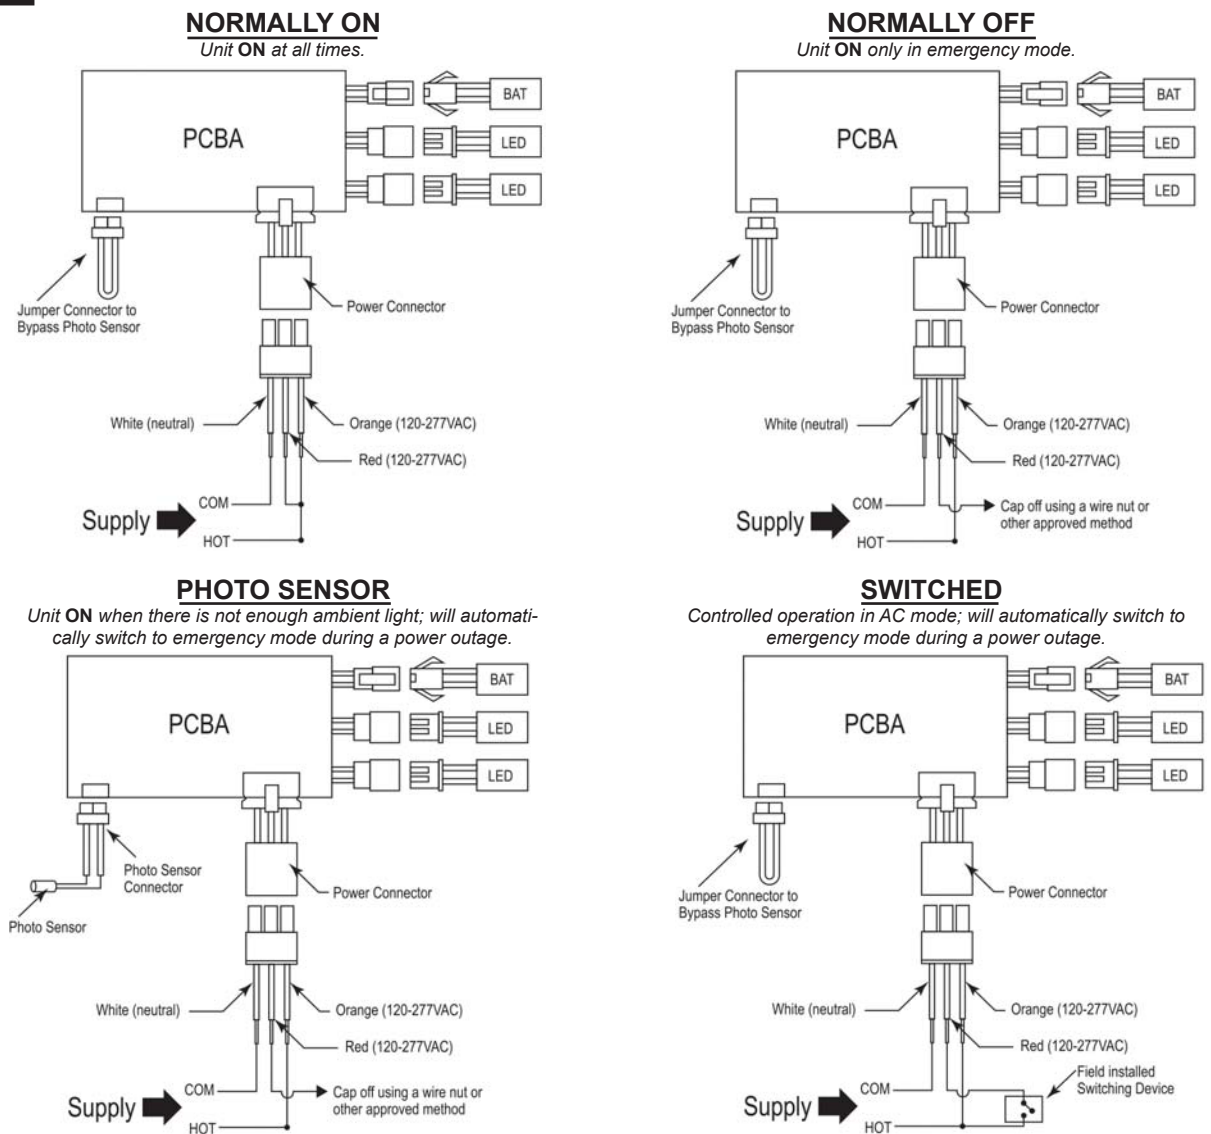 NORMALLY ON
Unit ON at all times.
BAT
PCBA
LED
LED
Jumper Connector to
Bypass Photo Sensor
Power Connector
White (neutral)
Orange (120-277VAC)
Red (120-277VAC)
COM
Supply
HOT
NORMALLY OFF
Unit ON only in emergency mode.
BAT
PCBA
LED
LED
Jumper Connector to
Bypass Photo Sensor
Power Connector
White (neutral)
Orange (120-277VAC)
Red (120-277VAC)
COM
Cap off using a wire nut or
other approved method
Supply
HOT
PHOTO SENSOR
Unit ON when there is not enough ambient light; will automati-
cally switch to emergency mode during a power outage.
BAT
PCBA
LED
LED
Photo Sensor
Connector
Photo Sensor
Power Connector
White (neutral)
Orange (120-277VAC)
Red (120-277VAC)
COM
Cap off using a wire nut or
other approved method
Supply
HOT
SWITCHED
Controlled operation in AC mode; will automatically switch to
emergency mode during a power outage.
BAT
PCBA
LED
LED
Jumper Connector to
Bypass Photo Sensor
Power Connector
White (neutral)
Orange (120-277VAC)
Red (120-277VAC)
Field installed
Switching Device
COM
Supply
HOT